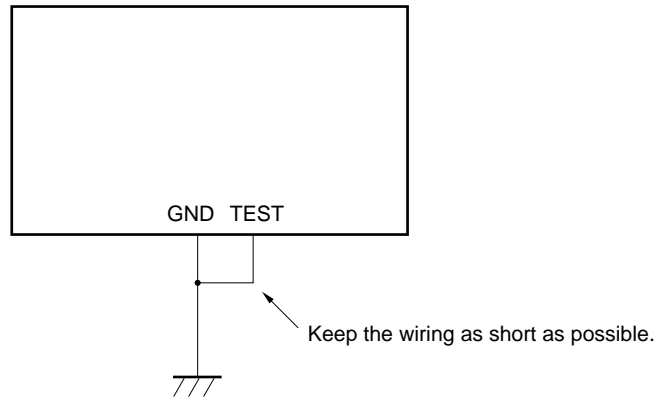 GND TEST
Keep the wiring as short as possible.